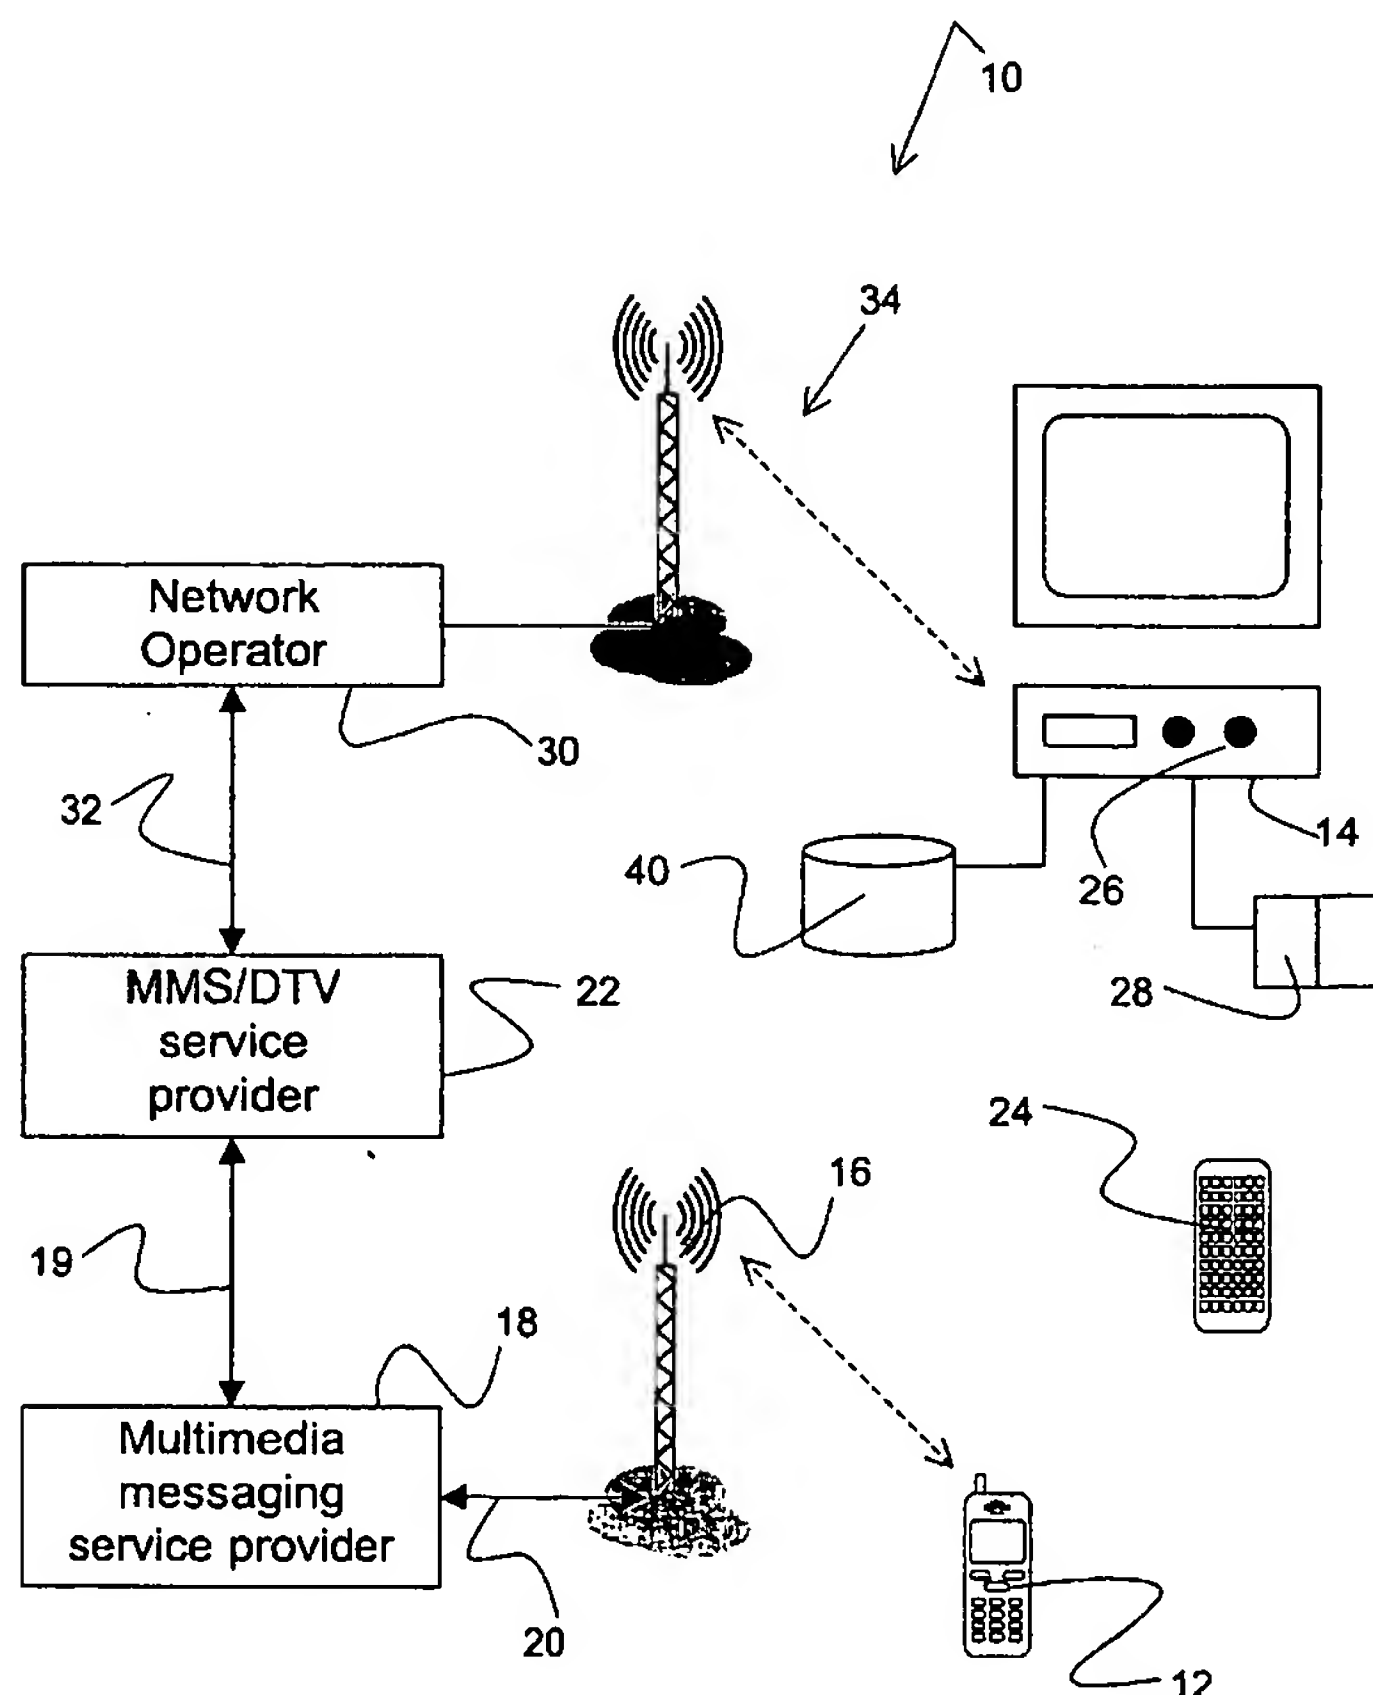 10
34
Network
Operator
30
32
14
26
40
28
MMS/DTV
service
provider
22
24
16
19
18
Multimedia
messaging
service provider
20
12